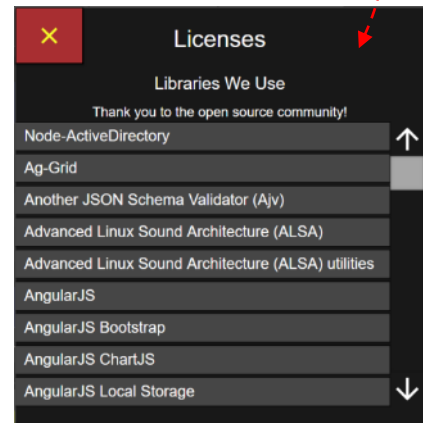 Licenses
Libraries We Use
Thank you to the open source community!
Node-ActiveDirectory
Ag-Grid
Another JSON Schema Validator (Ajv)
Advanced Linux Sound Architecture (ALSA)
Advanced Linux Sound Architecture (ALSA) utilities
AngularJS
AngularJS Bootstrap
AngularJS ChartJS
AngularJS Local Storage